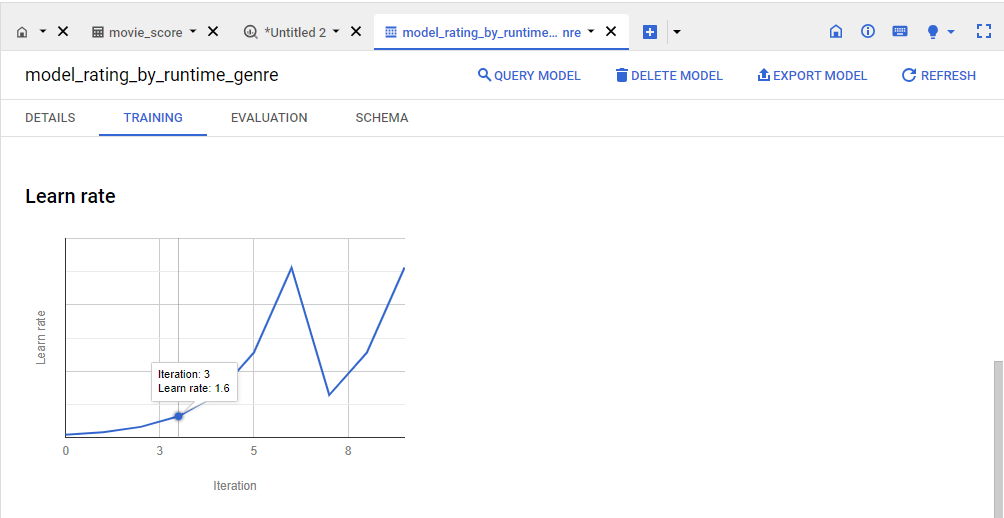 movie_score
*Untitled 2
model_rating_by_runtime... nre
model_rating_by_runtime_genre
QUERY MODEL
DELETE MODEL
EXPORT MODEL
REFRESH
DETAILS
TRAINING
EVALUATION
SCHEMA
Learn rate
Learn rate
Iteration: 3
Learn rate: 1.6
0
3
5
8
Iteration